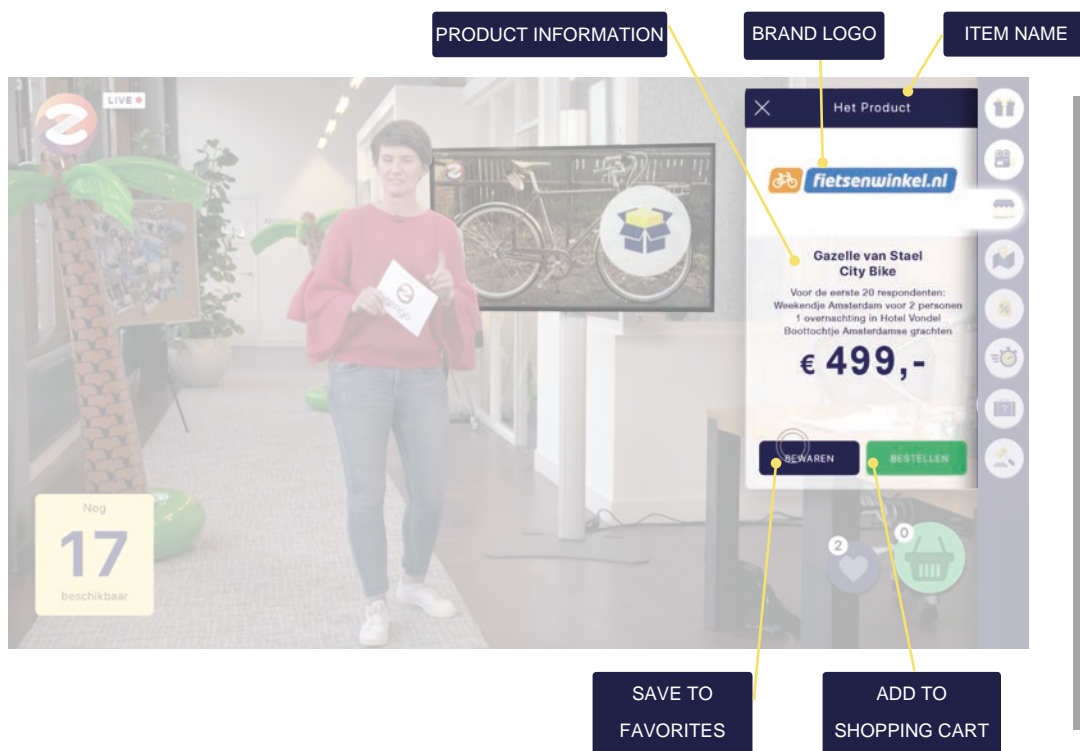 PRODUCT INFORMATION
BRAND LOGO
ITEM NAME
LIVE
Het Product
fietsenwinkel.nl
Gazelle van Stael
City Bike
Voor de eerste 20 respondenten:
Weekendje Amsterdam voor 2 personen
1 overnachting in Hotel Vondel
Boottochtje Amsterdamse grachten
€ 499,-
BEWAREN
BESTELLEN
Nog
17
beschikbaar
2
0
SAVE TO
FAVORITES
ADD TO
SHOPPING CART